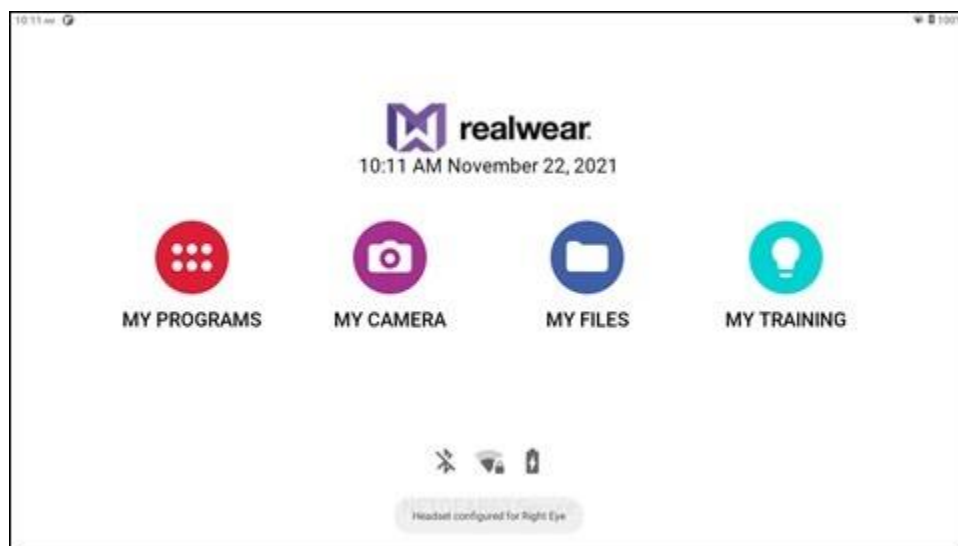 10:11 AM
100%
realwear
10:11 AM November 22, 2021
MY PROGRAMS
MY CAMERA
MY FILES
MY TRAINING
Headset configured for Right Eye